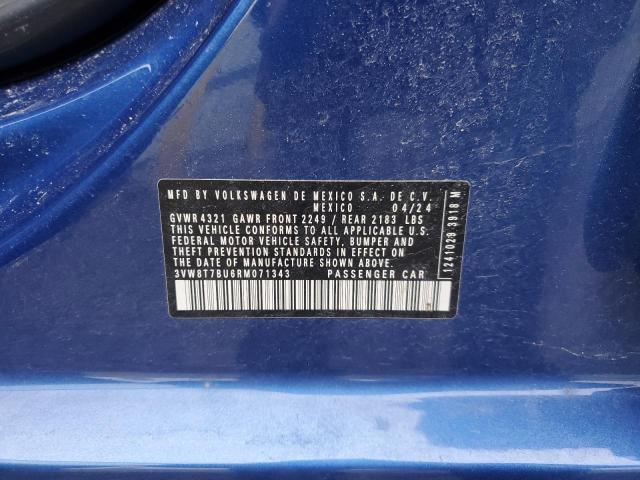 MFD BY VOLKSWAGEN DE MEXICO S.A. DE C.V.
MEXICO 04/24
GVWR 4321 GAWR FRONT 2249 / REAR 2183 LBS
THIS VEHICLE CONFORMS TO ALL APPLICABLE U.S.
FEDERAL MOTOR VEHICLE SAFETY, BUMPER AND
THEFT PREVENTION STANDARDS IN EFFECT ON
THE DATE OF MANUFACTURE SHOWN ABOVE.
3VW8T7BU6RM071343 PASSENGER CAR
1241029 3918 M